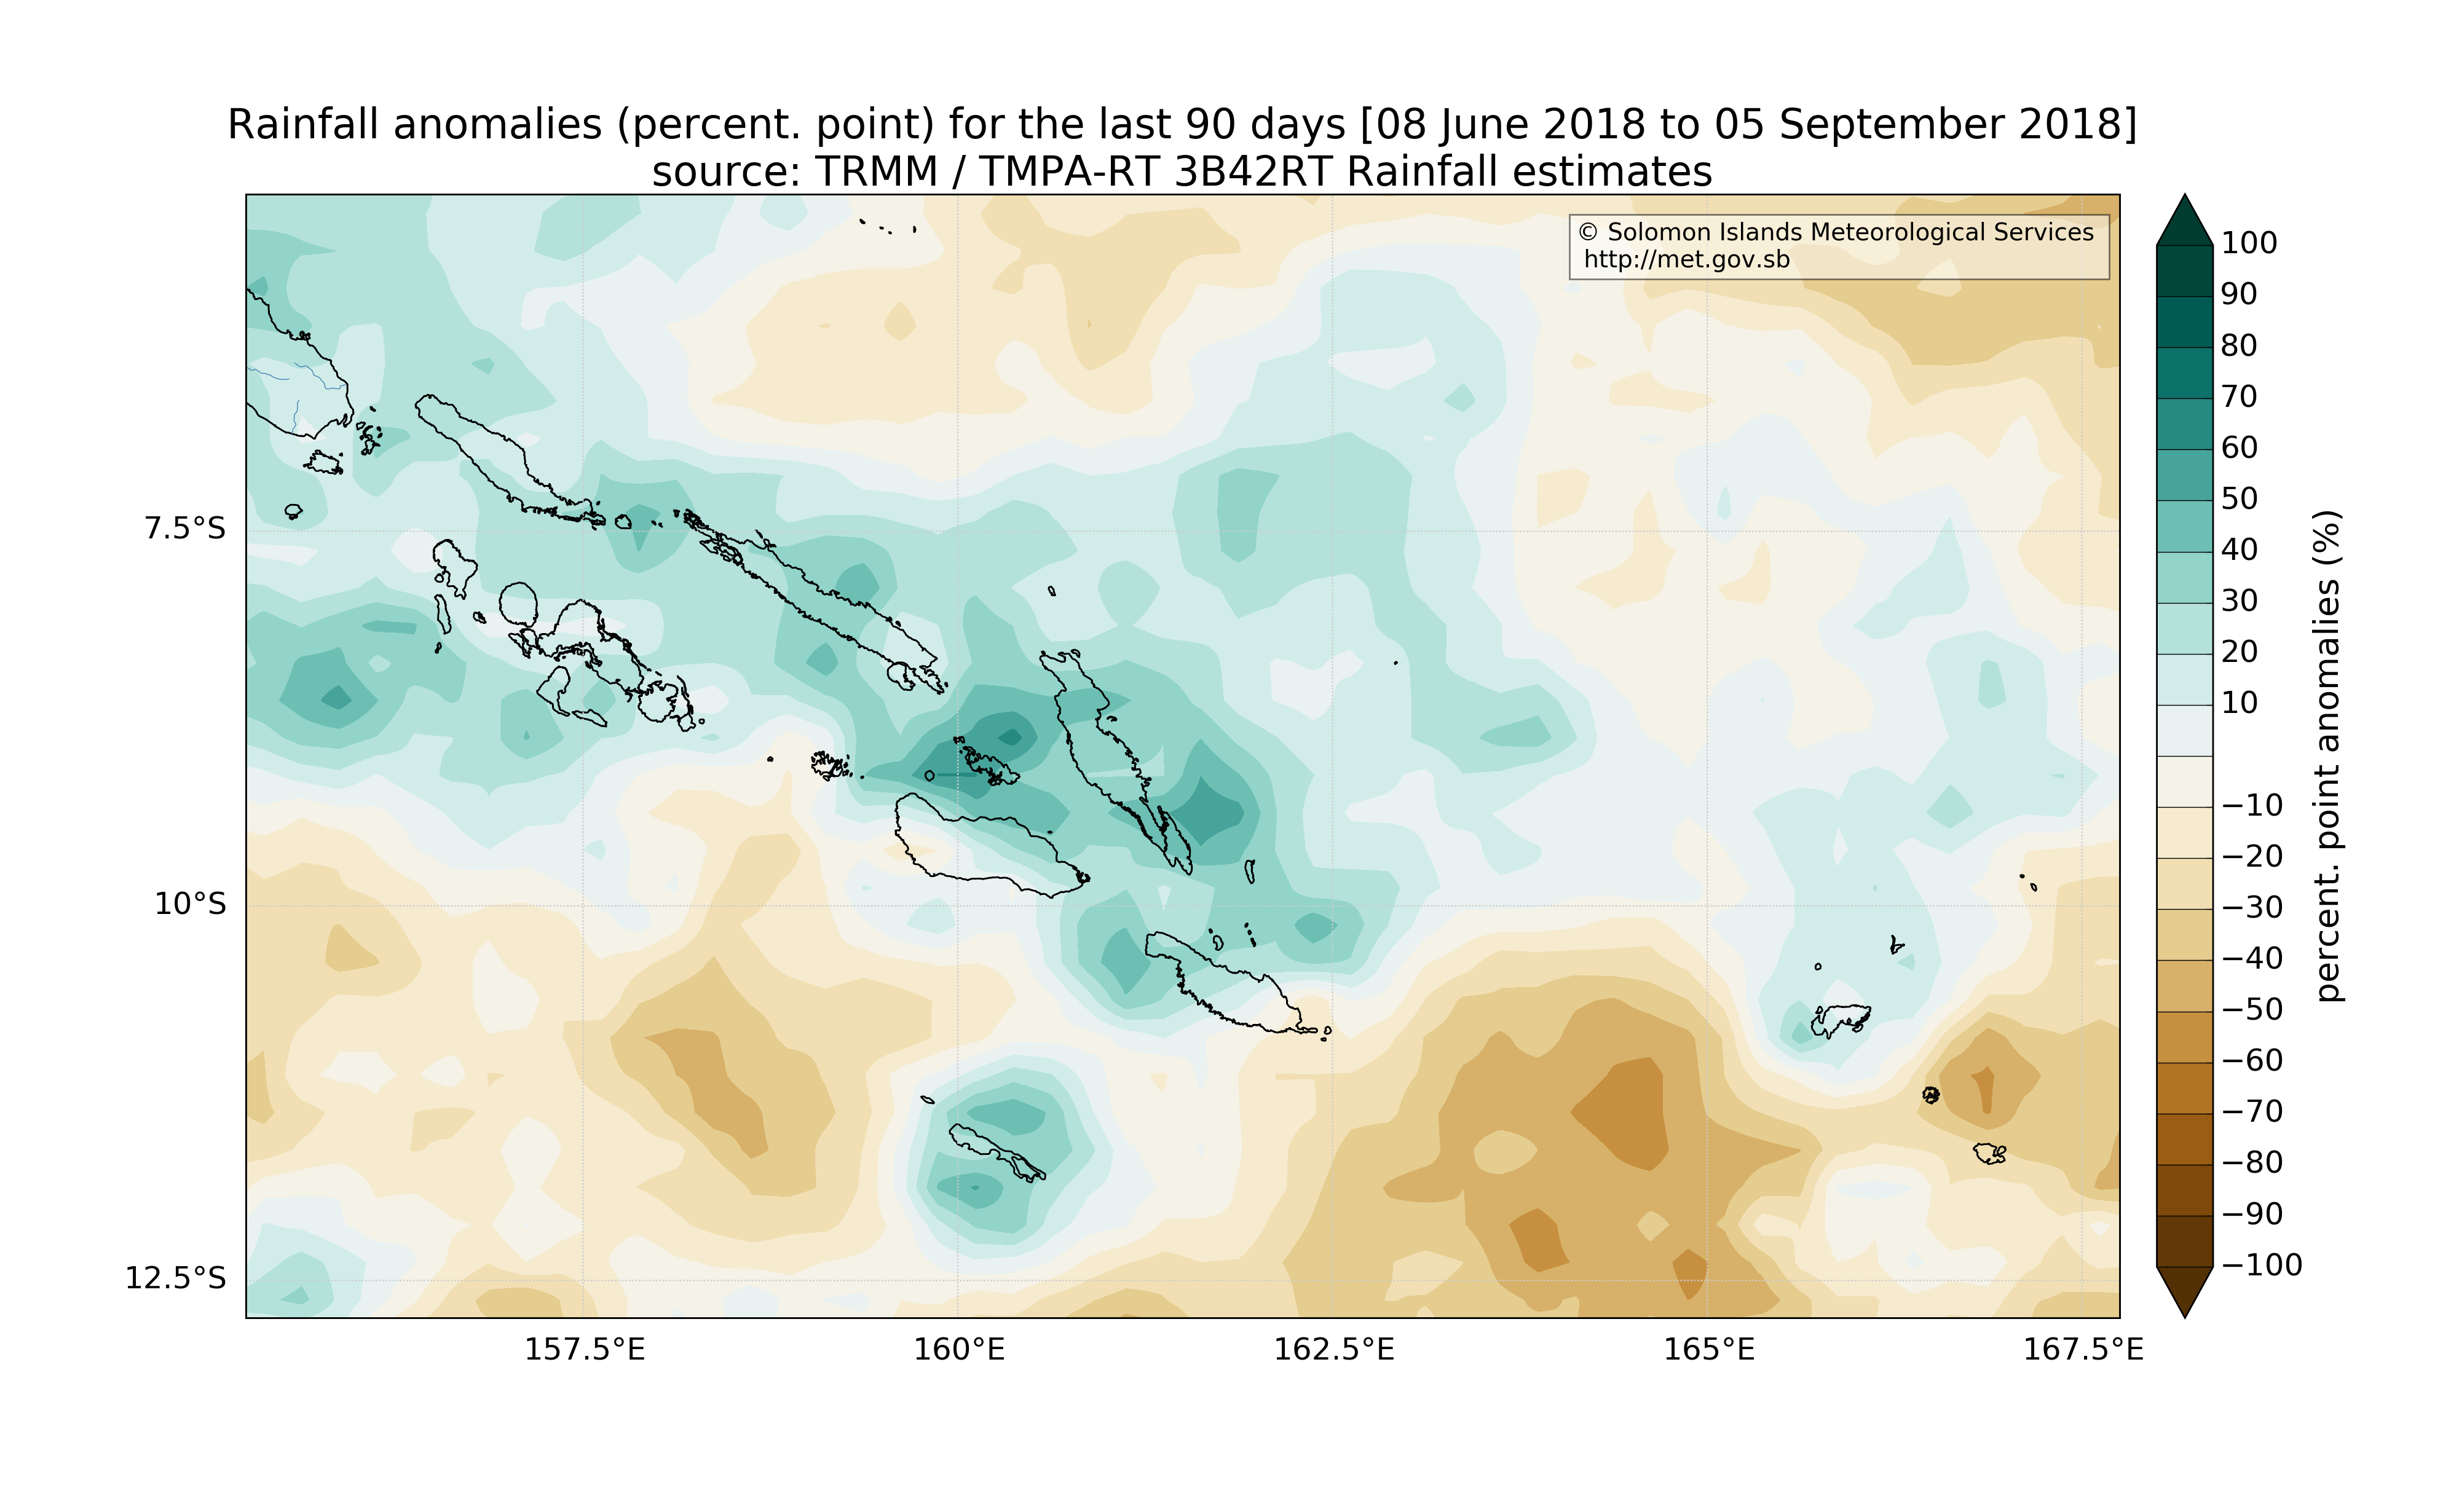 Rainfall anomalies (percent. point) for the last 90 days [08 June 2018 to 05 September 2018]
source: TRMM / TMPA-RT 3B42RT Rainfall estimates
© Solomon Islands Meteorological Services
http://met.gov.sb
7.5°S
10°S
12.5°S
157.5°E
160°E
162.5°E
165°E
167.5°E
100
90
80
70
60
50
40
30
20
10
−10
−20
−30
−40
−50
−60
−70
−80
−90
−100
percent. point anomalies (%)